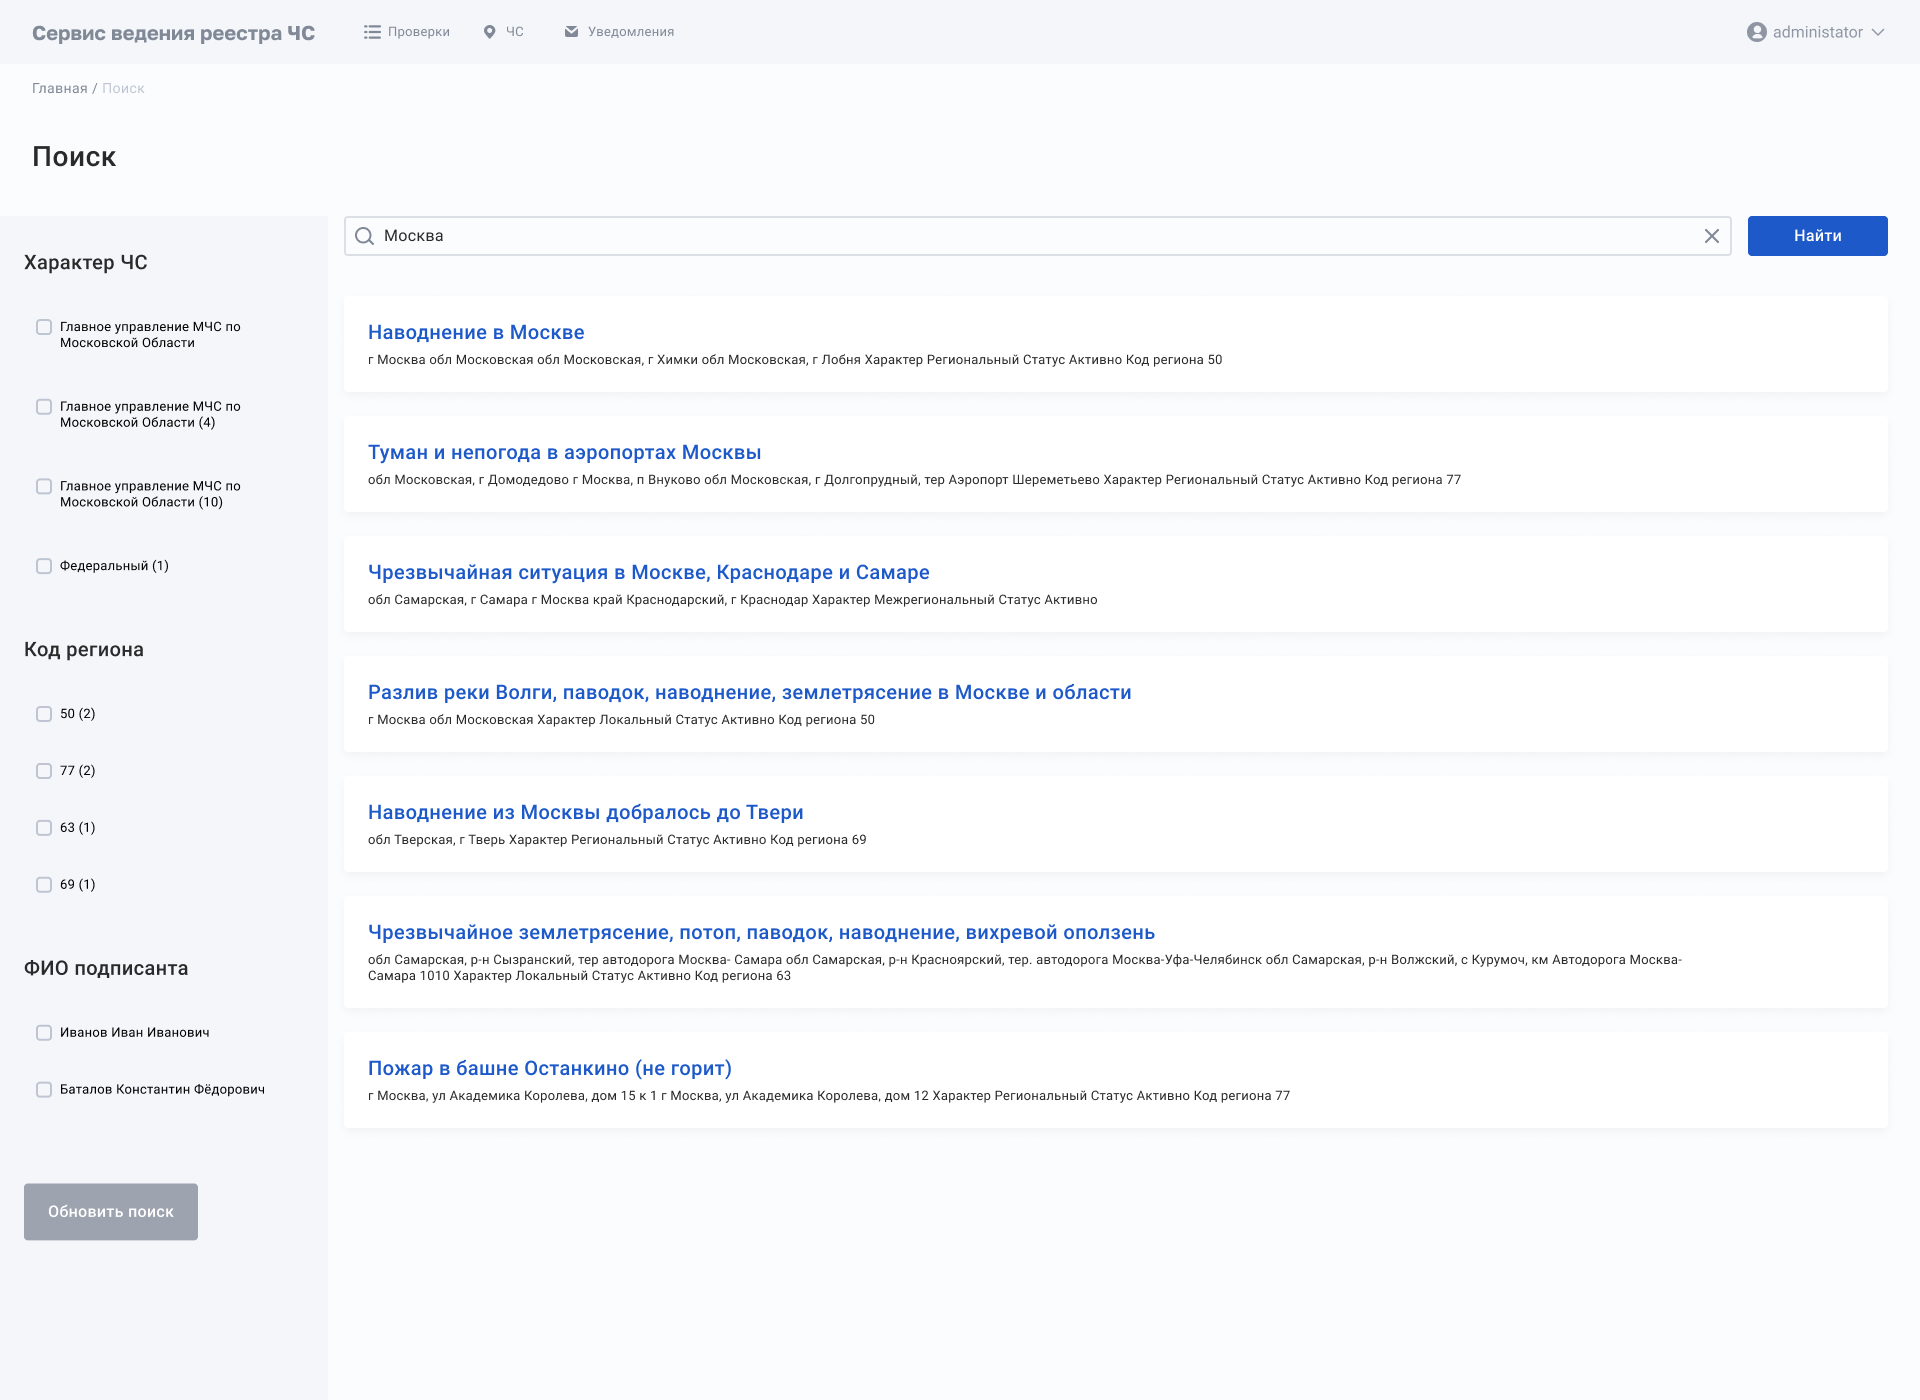 Сервис ведения реестра ЧС
Проверки
ЧС
Уведомления
administator
Главная / Поиск
Поиск
Характер ЧС
Главное управление МЧС по
Московской Области
Главное управление МЧС по
Московской Области (4)
Главное управление МЧС по
Московской Области (10)
Федеральный (1)
Код региона
50 (2)
77 (2)
63 (1)
69 (1)
ФИО подписанта
Иванов Иван Иванович
Баталов Константин Фёдорович
Обновить поиск
Москва
Найти
Наводнение в Москве
г Москва обл Московская обл Московская, г Химки обл Московская, г Лобня Характер Региональный Статус Активно Код региона 50
Туман и непогода в аэропортах Москвы
обл Московская, г Домодедово г Москва, п Внуково обл Московская, г Долгопрудный, тер Аэропорт Шереметьево Характер Региональный Статус Активно Код региона 77
Чрезвычайная ситуация в Москве, Краснодаре и Самаре
обл Самарская, г Самара г Москва край Краснодарский, г Краснодар Характер Межрегиональный Статус Активно
Разлив реки Волги, паводок, наводнение, землетрясение в Москве и области
г Москва обл Московская Характер Локальный Статус Активно Код региона 50
Наводнение из Москвы добралось до Твери
обл Тверская, г Тверь Характер Региональный Статус Активно Код региона 69
Чрезвычайное землетрясение, потоп, паводок, наводнение, вихревой оползень
обл Самарская, р-н Сызранский, тер автодорога Москва- Самара обл Самарская, р-н Красноярский, тер. автодорога Москва-Уфа-Челябинск обл Самарская, р-н Волжский, с Курумоч, км Автодорога Москва-
Самара 1010 Характер Локальный Статус Активно Код региона 63
Пожар в башне Останкино (не горит)
г Москва, ул Академика Королева, дом 15 к 1 г Москва, ул Академика Королева, дом 12 Характер Региональный Статус Активно Код региона 77